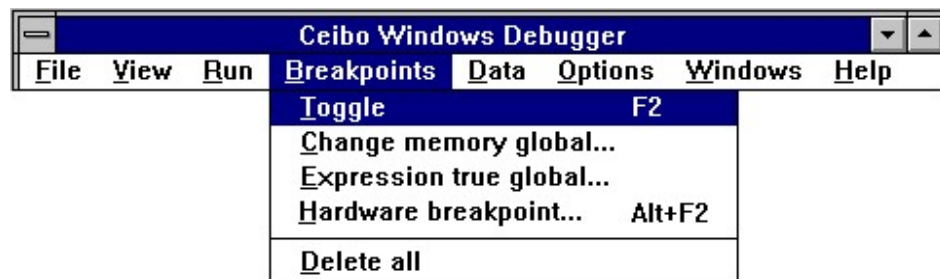 Ceibo Windows Debugger
File View Run Breakpoints Data Options Windows Help
Toggle F2
Change memory global...
Expression true global...
Hardware breakpoint... Alt+F2
Delete all